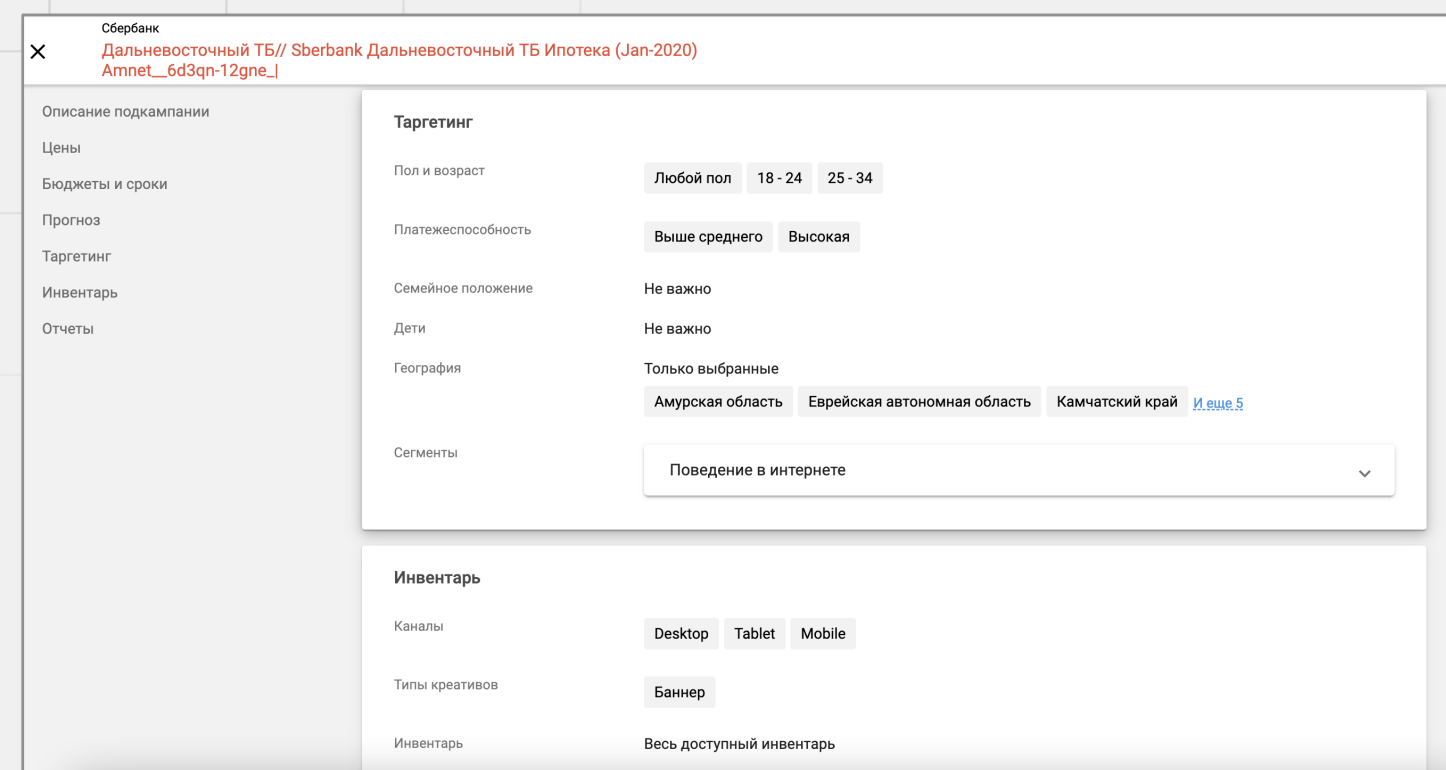 Сбербанк
Дальневосточный ТБ// Sberbank Дальневосточный ТБ Ипотека (Jan-2020)
Amnet__6d3qn-12gne_|
Описание подкампании
Цены
Бюджеты и сроки
Прогноз
Таргетинг
Инвентарь
Отчеты
Таргетинг
Пол и возраст
Любой пол 18 - 24 25 - 34
Платежеспособность
Выше среднего Высокая
Семейное положение
Не важно
Дети
Не важно
География
Только выбранные
Амурская область Еврейская автономная область Камчатский край И еще 5
Сегменты
Поведение в интернете
Инвентарь
Каналы
Desktop Tablet Mobile
Типы креативов
Баннер
Инвентарь
Весь доступный инвентарь